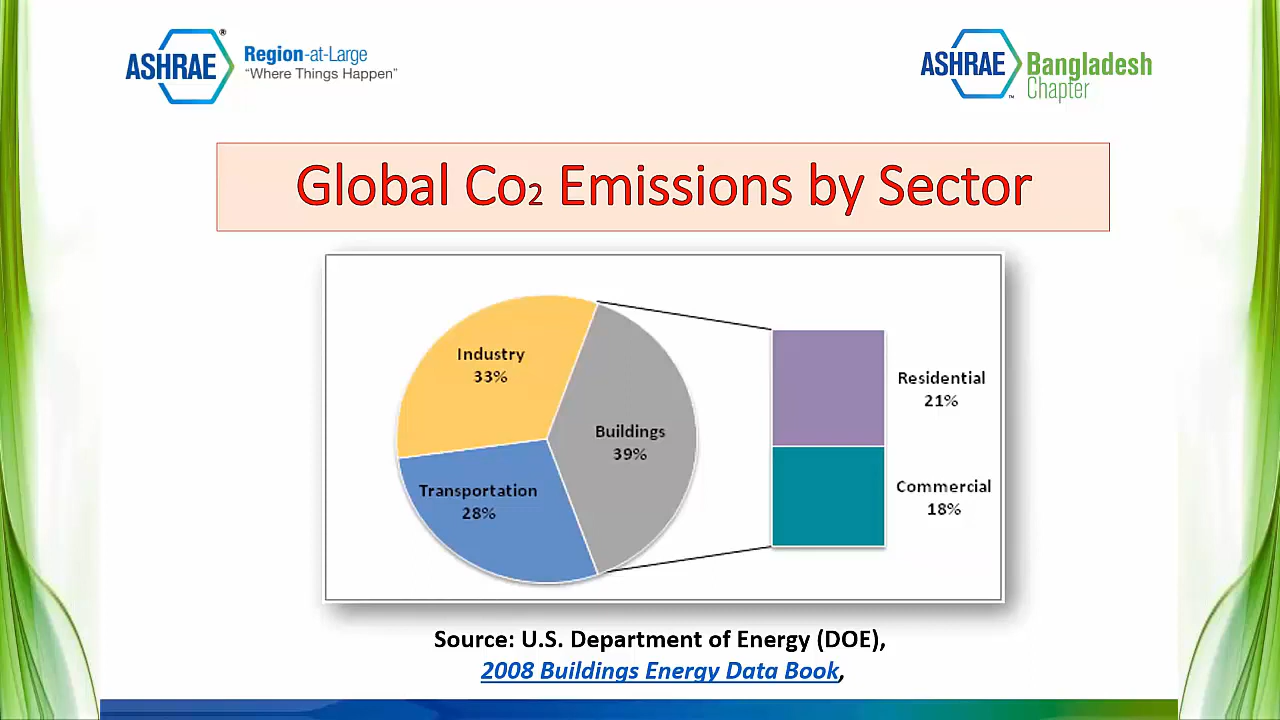 ASHRAE®
Region-at-Large
“Where Things Happen”
ASHRAE™
Bangladesh
Chapter
Global Co₂ Emissions by Sector
Industry
33%
Buildings
39%
Transportation
28%
Residential
21%
Commercial
18%
Source: U.S. Department of Energy (DOE),
2008 Buildings Energy Data Book,